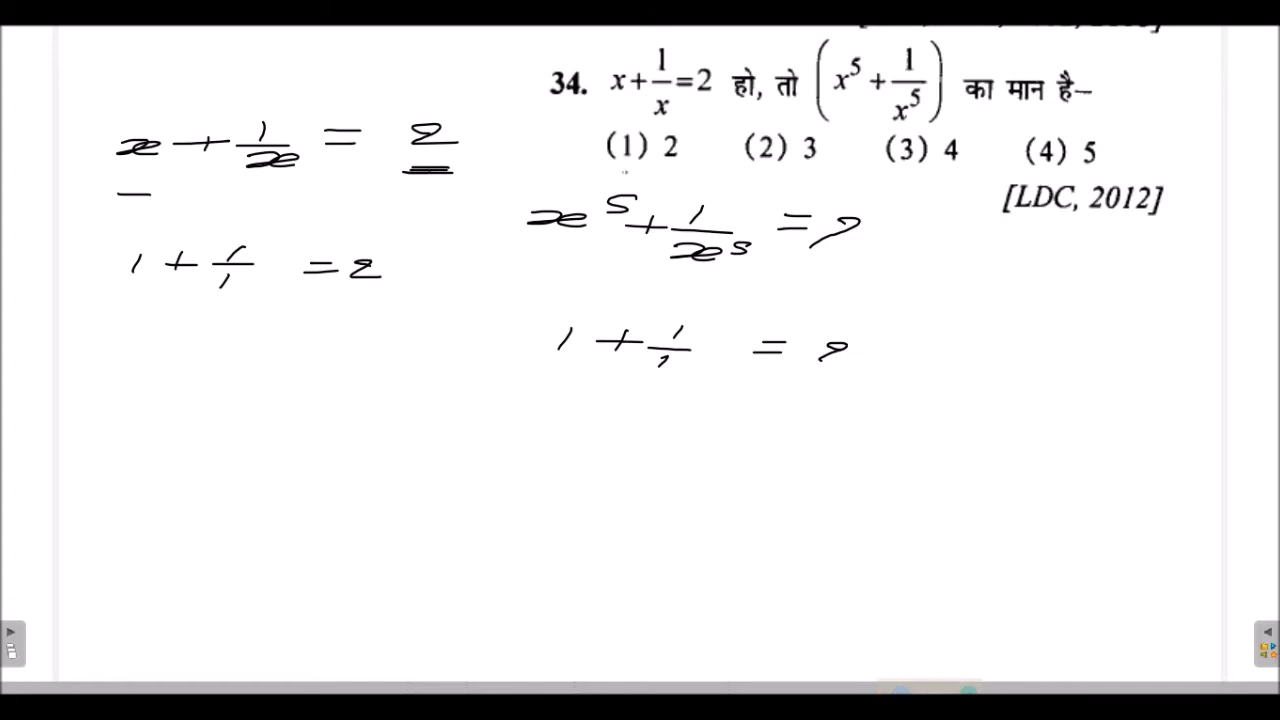 34. x + 1/x = 2 हो, तो (x⁵ + 1/x⁵) का मान है–
(1) 2 (2) 3 (3) 4 (4) 5
[LDC, 2012]
x + 1/x = 2
1 + 1/1 = 2
x⁵ + 1/x⁵ = ?
1 + 1/1 =